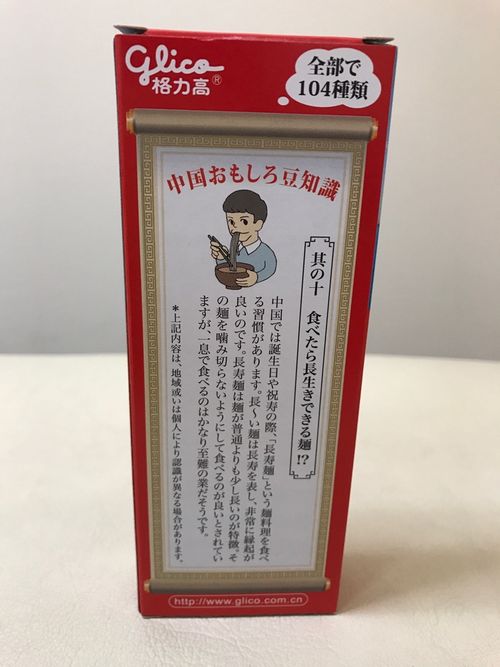 glico®
格力高
全部で
104種類
中国おもしろ豆知識
其の十 食べたら長生きできる麺!?
中国では誕生日や祝寿の際、「長寿麺」という麺料理を食べ
る習慣があります。長〜い麺は長寿を表し、非常に縁起が
良いのです。長寿麺は麺が普通よりも少し長いのが特徴。そ
の麺を噛み切らないようにして食べるのが良いとされてい
ますが、一息で食べるのはかなり至難の業だそうです。
*上記内容は、地域或いは個人により認識が異なる場合があります。
http://www.glico.com.cn